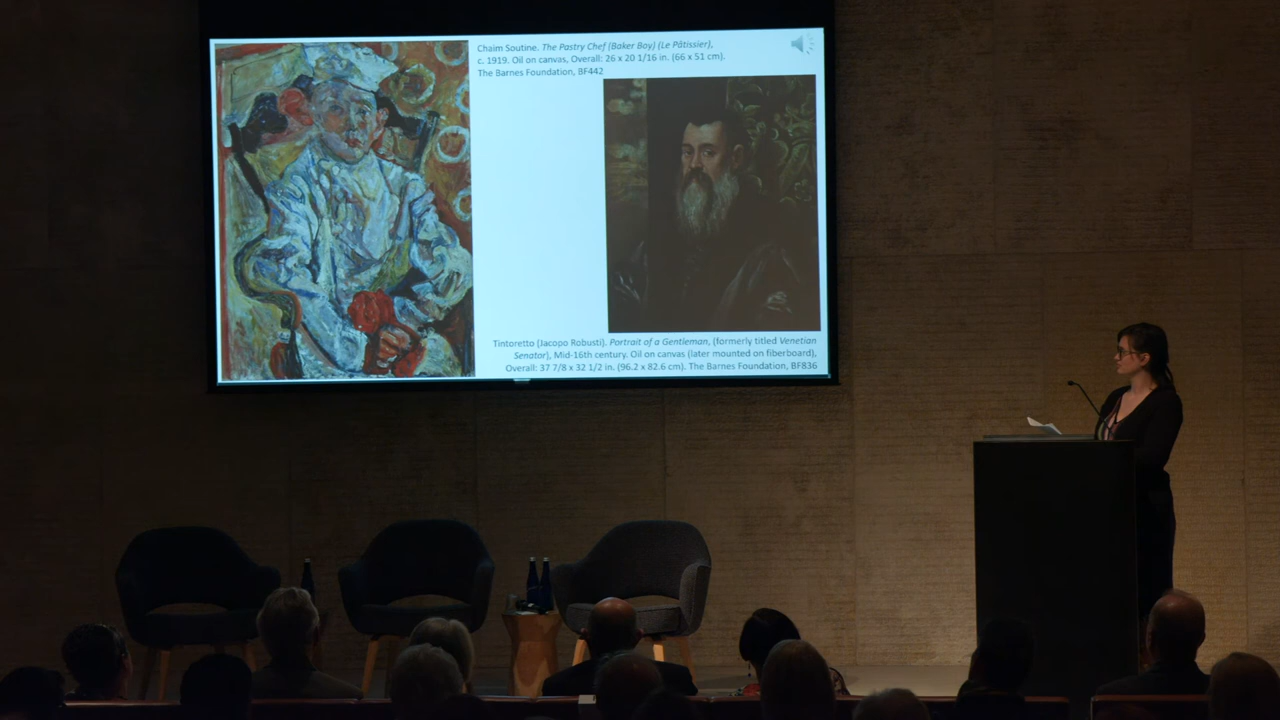 Chaim Soutine. The Pastry Chef (Baker Boy) (Le Pâtissier),
c. 1919. Oil on canvas, Overall: 26 x 20 1/16 in. (66 x 51 cm).
The Barnes Foundation, BF442
Tintoretto (Jacopo Robusti). Portrait of a Gentleman, (formerly titled Venetian
Senator), Mid-16th century. Oil on canvas (later mounted on fiberboard),
Overall: 37 7/8 x 32 1/2 in. (96.2 x 82.6 cm). The Barnes Foundation, BF836